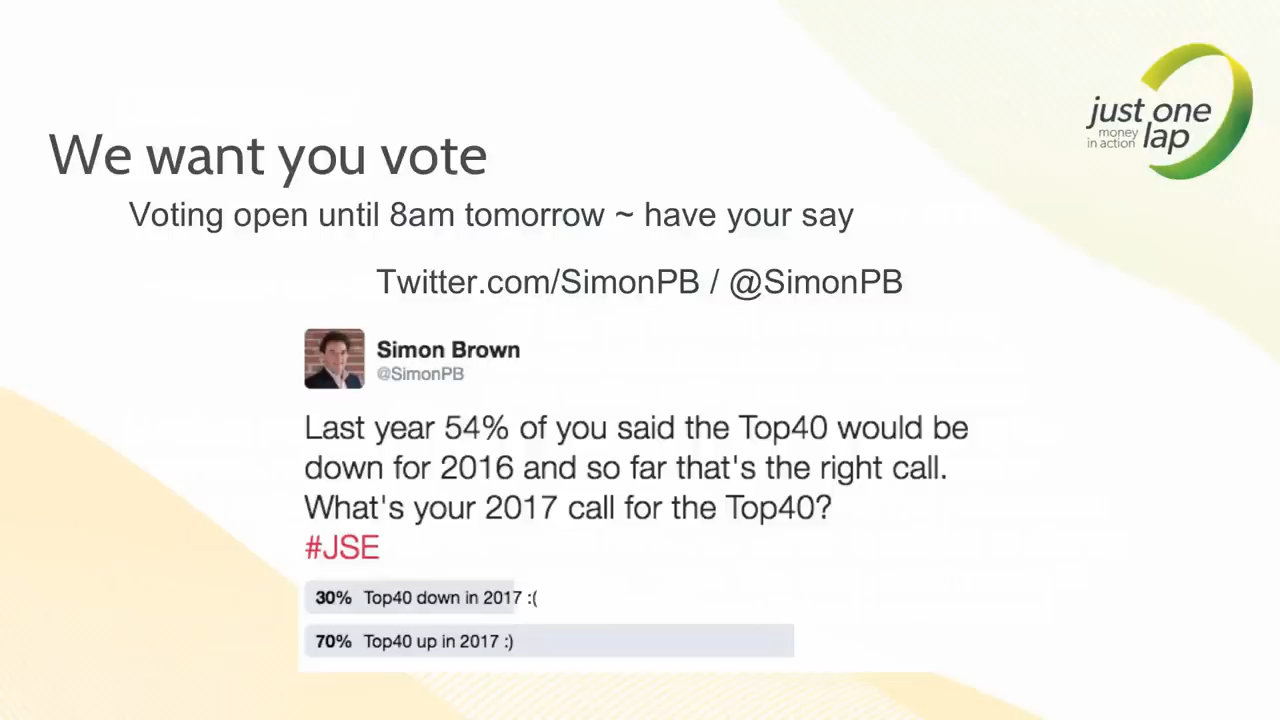 just one
money
in action lap
We want you vote
Voting open until 8am tomorrow ~ have your say
Twitter.com/SimonPB / @SimonPB
Simon Brown
@SimonPB
Last year 54% of you said the Top40 would be
down for 2016 and so far that's the right call.
What's your 2017 call for the Top40?
#JSE
30% Top40 down in 2017 :(
70% Top40 up in 2017 :)